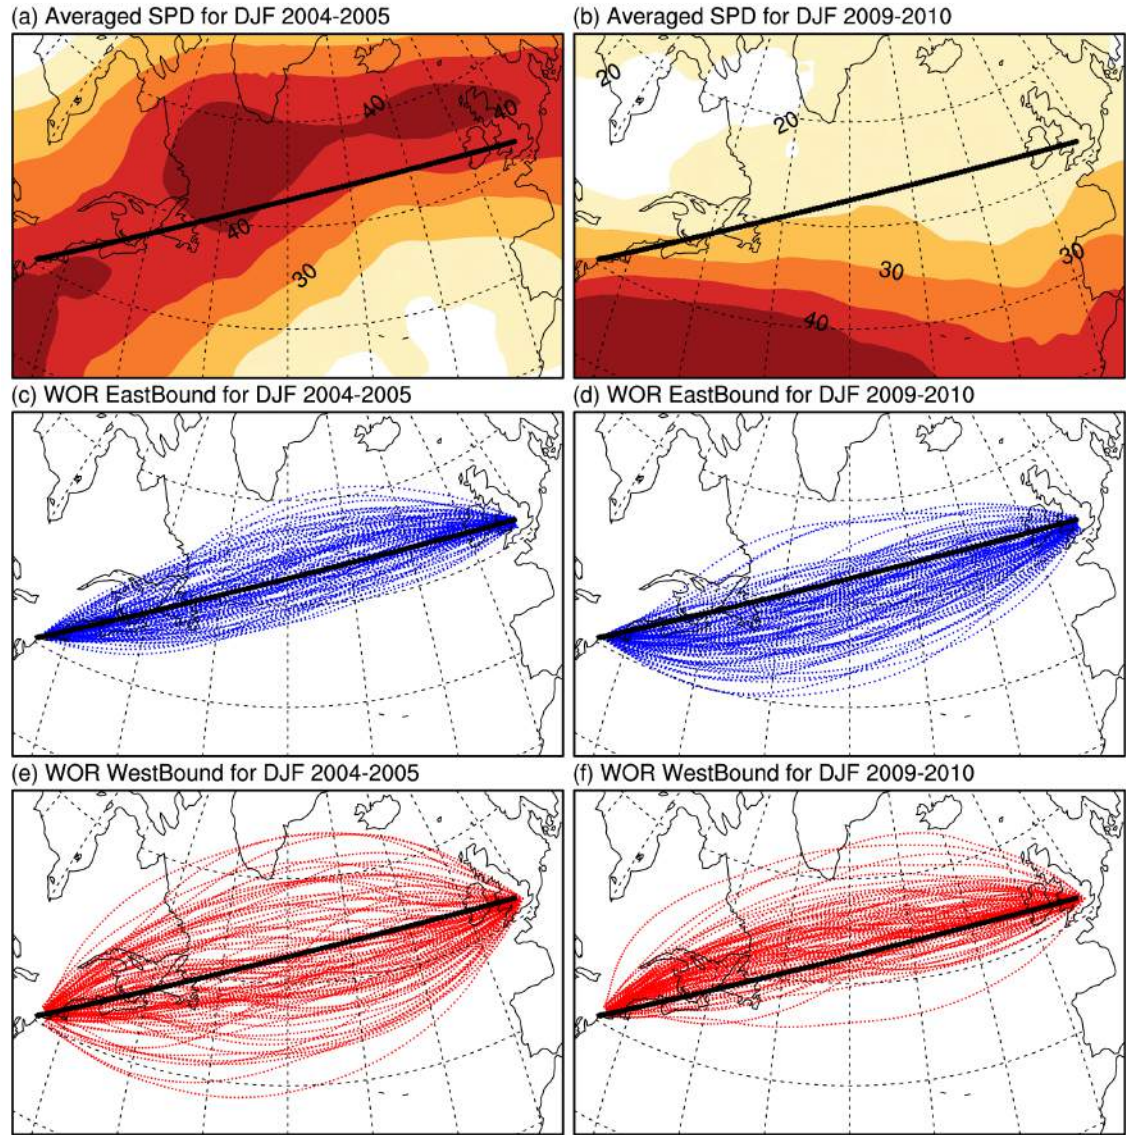 (a) Averaged SPD for DJF 2004-2005
(b) Averaged SPD for DJF 2009-2010
40
40
40
30
20
20
30
30
40
(c) WOR EastBound for DJF 2004-2005
(d) WOR EastBound for DJF 2009-2010
(e) WOR WestBound for DJF 2004-2005
(f) WOR WestBound for DJF 2009-2010